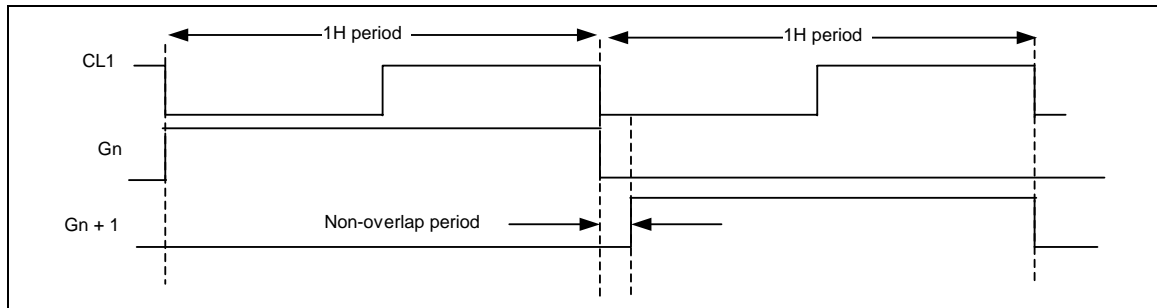 1H period 1H period
CL1
Gn
Non-overlap period
Gn + 1